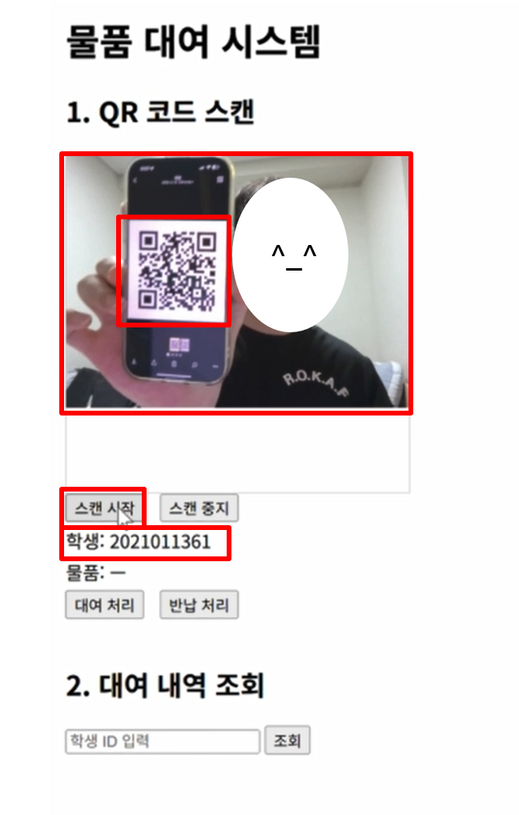 물품 대여 시스템
1. QR 코드 스캔
^_^
R.O.K.A.F
스캔 시작 스캔 중지
학생: 2021011361
물품: —
대여 처리 반납 처리
2. 대여 내역 조회
학생 ID 입력 조회